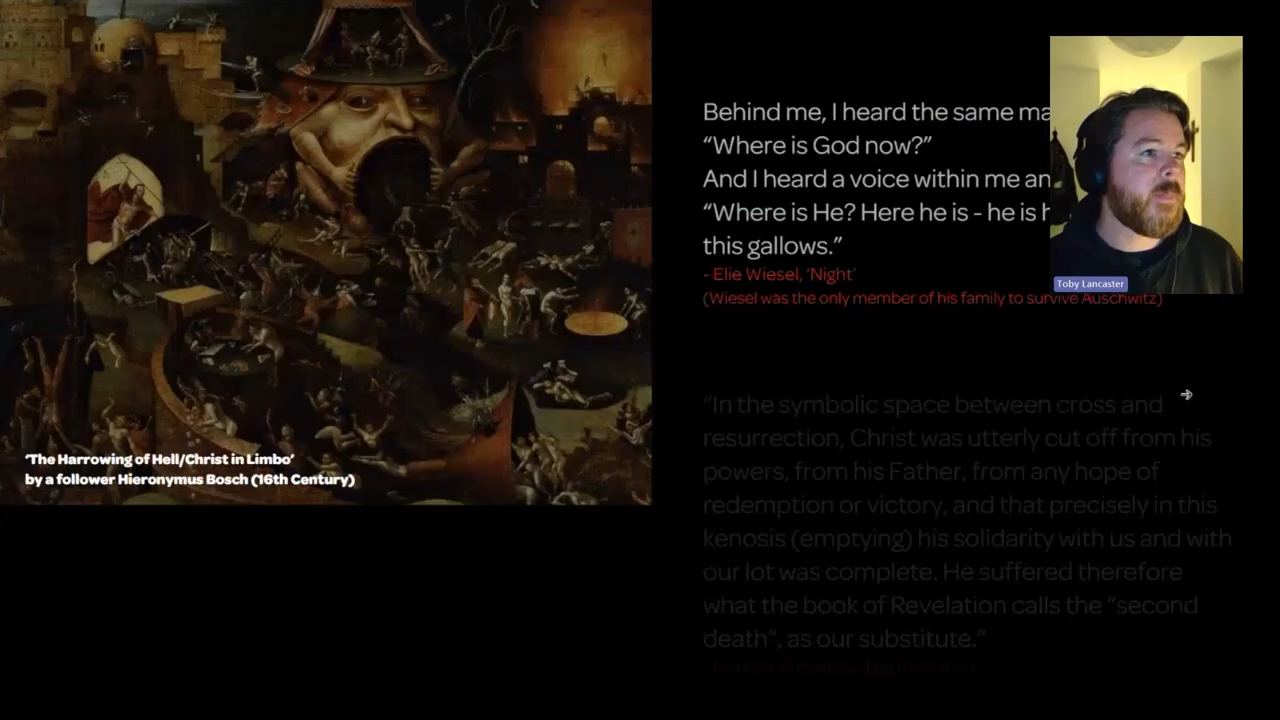 Behind me, I heard the same ma
“Where is God now?”
And I heard a voice within me an
“Where is He? Here he is - he is h
this gallows.”
- Elie Wiesel, ‘Night’
(Wiesel was the only member of his family to survive Auschwitz)
Toby Lancaster
“In the symbolic space between cross and
resurrection, Christ was utterly cut off from his
powers, from his Father, from any hope of
redemption or victory, and that precisely in this
kenosis (emptying) his solidarity with us and with
our lot was complete. He suffered therefore
what the book of Revelation calls the “second
death”, as our substitute.”
‘The Harrowing of Hell/Christ in Limbo’
by a follower Hieronymus Bosch (16th Century)